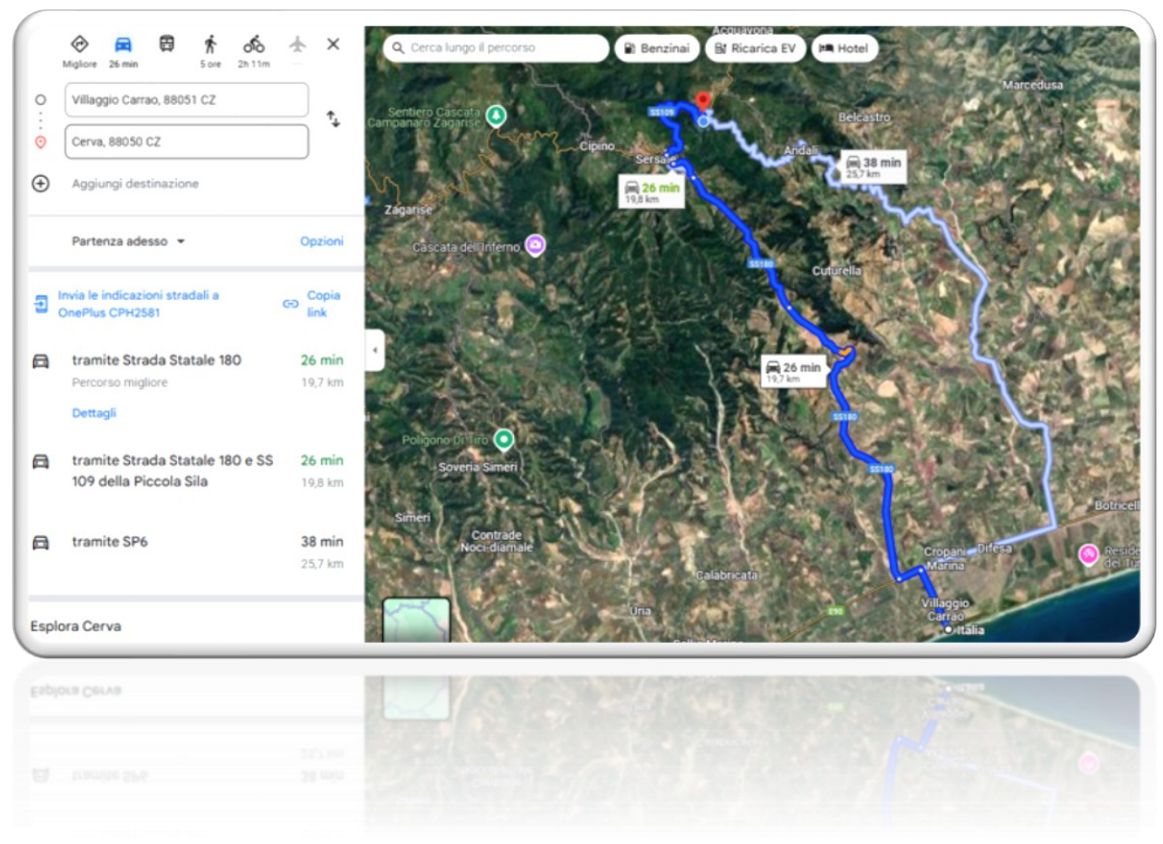 Migliore
26 min
5 ore
2h 11m
Villaggio Carrao, 88051 CZ
Cerva, 88050 CZ
Aggiungi destinazione
Partenza adesso
Opzioni
Invia le indicazioni stradali a
OnePlus CPH2581
Copia
link
tramite Strada Statale 180
26 min
Percorso migliore
19,7 km
Dettagli
tramite Strada Statale 180 e SS
109 della Piccola Sila
26 min
19,8 km
tramite SP6
38 min
25,7 km
Esplora Cerva
Cerca lungo il percorso
Benzinai
Ricarica EV
Hotel
Acquavona
Marcedusa
SS109
Sentiero Cascata
Campanaro Zagarise
Belcastro
Cipino
Andali
38 min
25,7 km
26 min
19,8 km
Zagarise
Cascata dell'Inferno
SS180
Cuturella
26 min
19,7 km
SS180
Poligono Di Tiro
Soveria Simeri
SS180
Simeri
Contrade
Noci-diamale
Cropani
Marina
Difesa
Calabricata
Uria
E90
Villaggio
Carrao
Italia